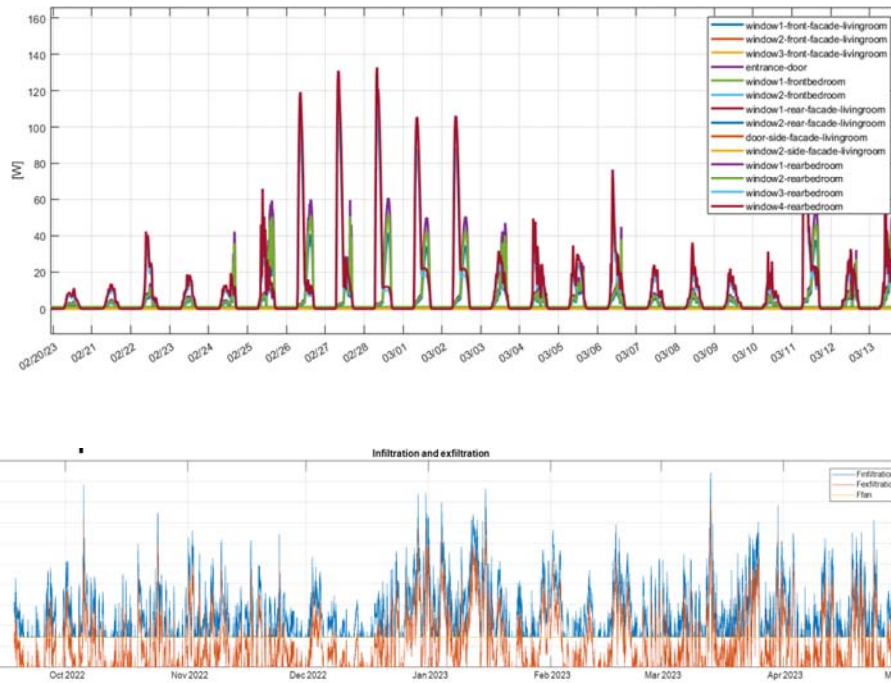 160
140
120
100
80
60
40
20
0
[W]
window1-front-facade-livingroom
window2-front-facade-livingroom
window3-front-facade-livingroom
entrance-door
window1-frontbedroom
window2-frontbedroom
window1-rear-facade-livingroom
window2-rear-facade-livingroom
door-side-facade-livingroom
window2-side-facade-livingroom
window1-rearbedroom
window2-rearbedroom
window3-rearbedroom
window4-rearbedroom
02/20/23 02/21 02/22 02/23 02/24 02/25 02/26 02/27 02/28 03/01 03/02 03/03 03/04 03/05 03/06 03/07 03/08 03/09 03/10 03/11 03/12 03/13
Infiltration and exfiltration
Finfiltration
Fexfiltratio
Ffan
Oct 2022 Nov 2022 Dec 2022 Jan 2023 Feb 2023 Mar 2023 Apr 2023 M